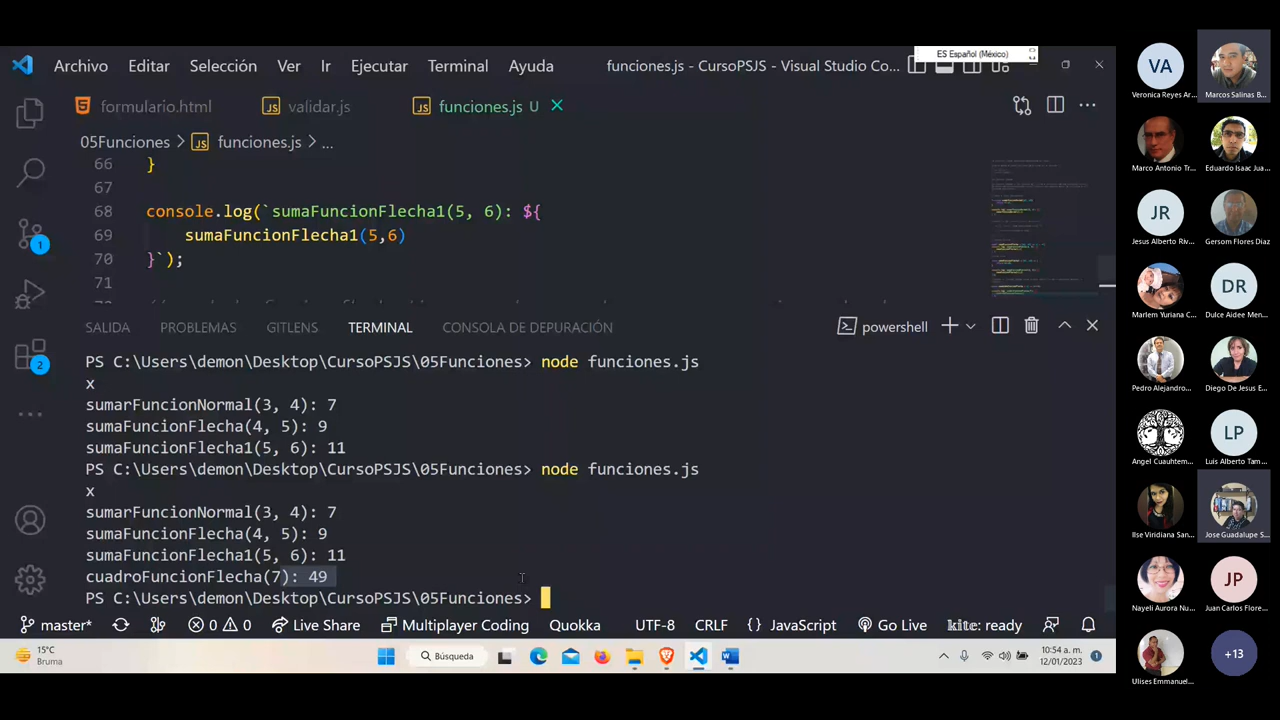 ES Español (México)
Archivo Editar Selección Ver Ir Ejecutar Terminal Ayuda funciones.js - CursoPSJS - Visual Studio Co...
formulario.html validar.js funciones.js U
05Funciones > funciones.js > ...
66 }
67
68 console.log(`sumaFuncionFlecha1(5, 6): ${
69 sumaFuncionFlecha1(5,6)
70 }`);
71
SALIDA PROBLEMAS GITLENS TERMINAL CONSOLA DE DEPURACIÓN powershell
PS C:\Users\demon\Desktop\CursoPSJS\05Funciones> node funciones.js
x
sumarFuncionNormal(3, 4): 7
sumaFuncionFlecha(4, 5): 9
sumaFuncionFlecha1(5, 6): 11
PS C:\Users\demon\Desktop\CursoPSJS\05Funciones> node funciones.js
x
sumarFuncionNormal(3, 4): 7
sumaFuncionFlecha(4, 5): 9
sumaFuncionFlecha1(5, 6): 11
cuadroFuncionFlecha(7): 49
PS C:\Users\demon\Desktop\CursoPSJS\05Funciones>
1
2
master* 0 0 Live Share Multiplayer Coding Quokka UTF-8 CRLF {} JavaScript Go Live kite: ready
15°C
Bruma
Búsqueda
10:54 a. m.
12/01/2023
1
VA
Veronica Reyes Ar... Marcos Salinas B...
Marco Antonio Tr... Eduardo Isaac Jua...
JR
Jesus Alberto Riv... Gersom Flores Diaz
DR
Marlem Yuriana C... Dulce Aidee Men...
Pedro Alejandro... Diego De Jesus E...
LP
Angel Cuauhtem... Luis Alberto Tam...
Ilse Viridiana San... Jose Guadalupe S...
JP
Nayeli Aurora Nu... Juan Carlos Flore...
+13
Ulises Emmanuel...